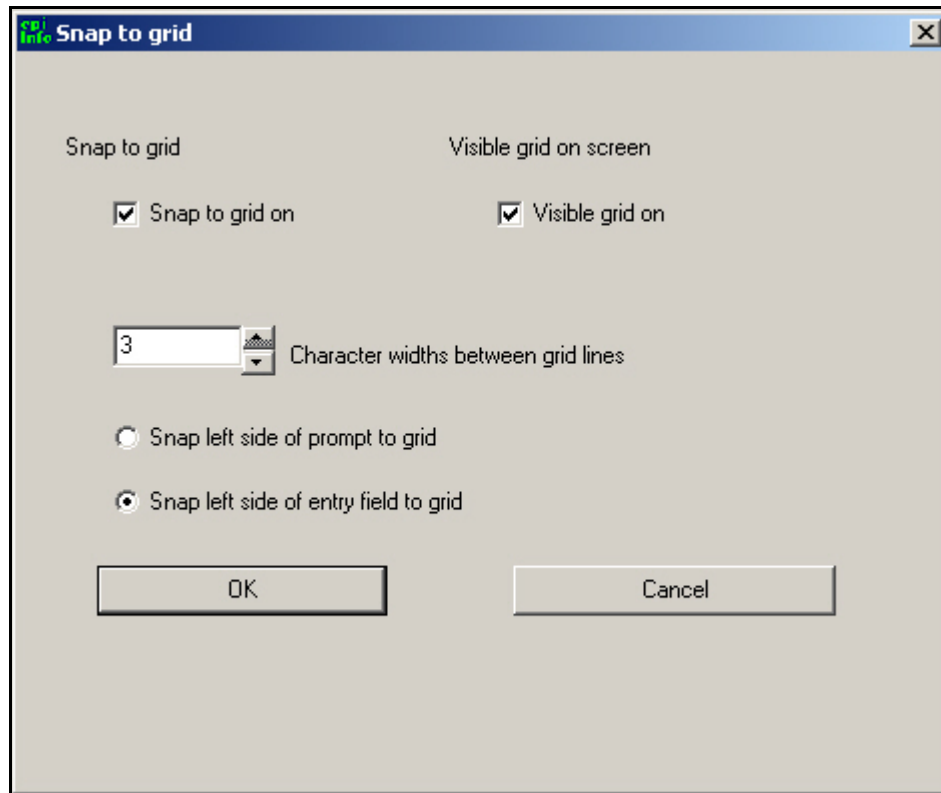 epi
info Snap to grid
Snap to grid Visible grid on screen
Snap to grid on Visible grid on
3 Character widths between grid lines
Snap left side of prompt to grid
Snap left side of entry field to grid
OK Cancel